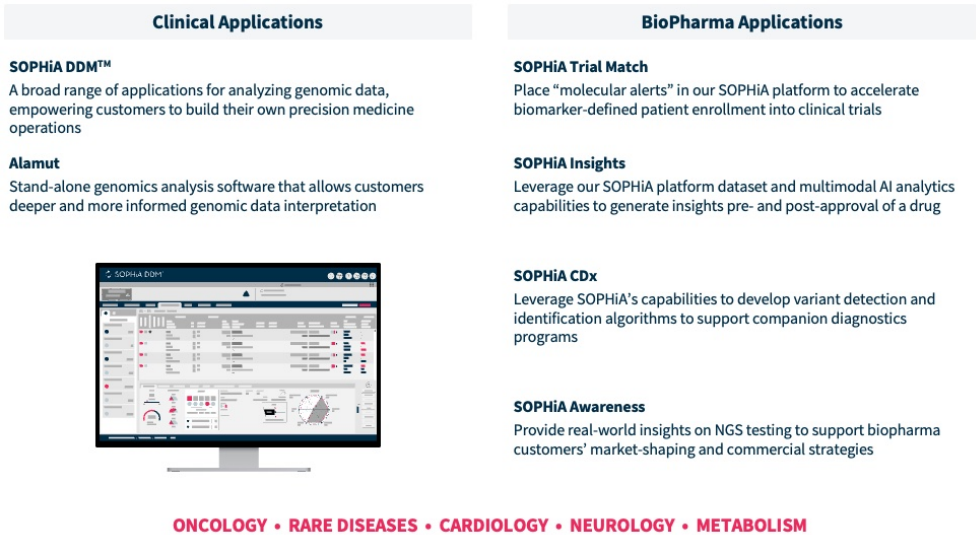 Clinical Applications
SOPHiA DDM™
A broad range of applications for analyzing genomic data,
empowering customers to build their own precision medicine
operations
Alamut
Stand-alone genomics analysis software that allows customers
deeper and more informed genomic data interpretation
SOPHiA DDM
BioPharma Applications
SOPHiA Trial Match
Place “molecular alerts” in our SOPHiA platform to accelerate
biomarker-defined patient enrollment into clinical trials
SOPHiA Insights
Leverage our SOPHiA platform dataset and multimodal AI analytics
capabilities to generate insights pre- and post-approval of a drug
SOPHiA CDx
Leverage SOPHiA’s capabilities to develop variant detection and
identification algorithms to support companion diagnostics
programs
SOPHiA Awareness
Provide real-world insights on NGS testing to support biopharma
customers’ market-shaping and commercial strategies
ONCOLOGY • RARE DISEASES • CARDIOLOGY • NEUROLOGY • METABOLISM